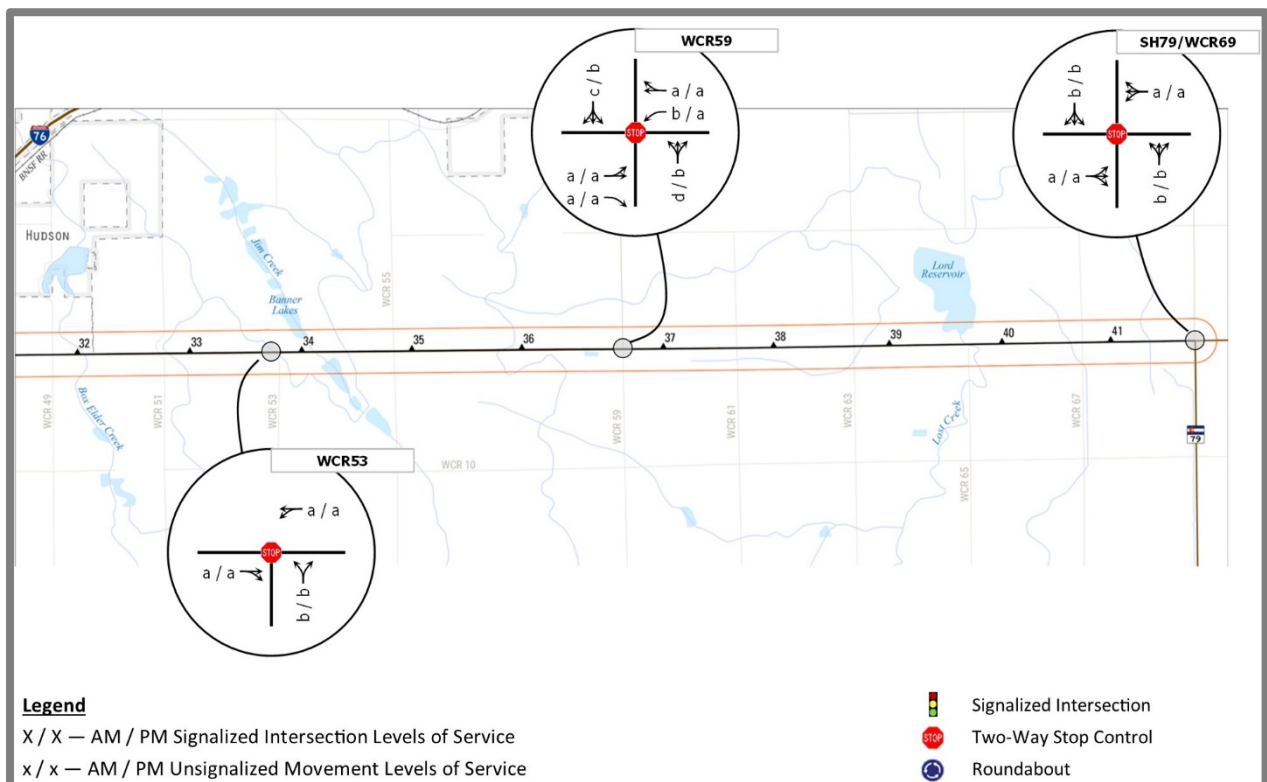 WCR59
SH79/WCR69
c / b
a / a
b / a
a / a
a / a
d / b
b / b
a / a
a / a
b / b
76
BNSF RR
HUDSON
Jim Creek
Banner
Lakes
WCR 55
Lord
Reservoir
32
33
34
35
36
37
38
39
40
41
WCR 49
Box Elder Creek
WCR 51
WCR 53
WCR 59
WCR 61
WCR 63
Lost Creek
WCR 67
79
WCR 10
WCR 65
WCR53
a / a
STOP
STOP
STOP
a / a
b / b
Legend
X / X — AM / PM Signalized Intersection Levels of Service
x / x — AM / PM Unsignalized Movement Levels of Service
Signalized Intersection
STOP
Two-Way Stop Control
Roundabout